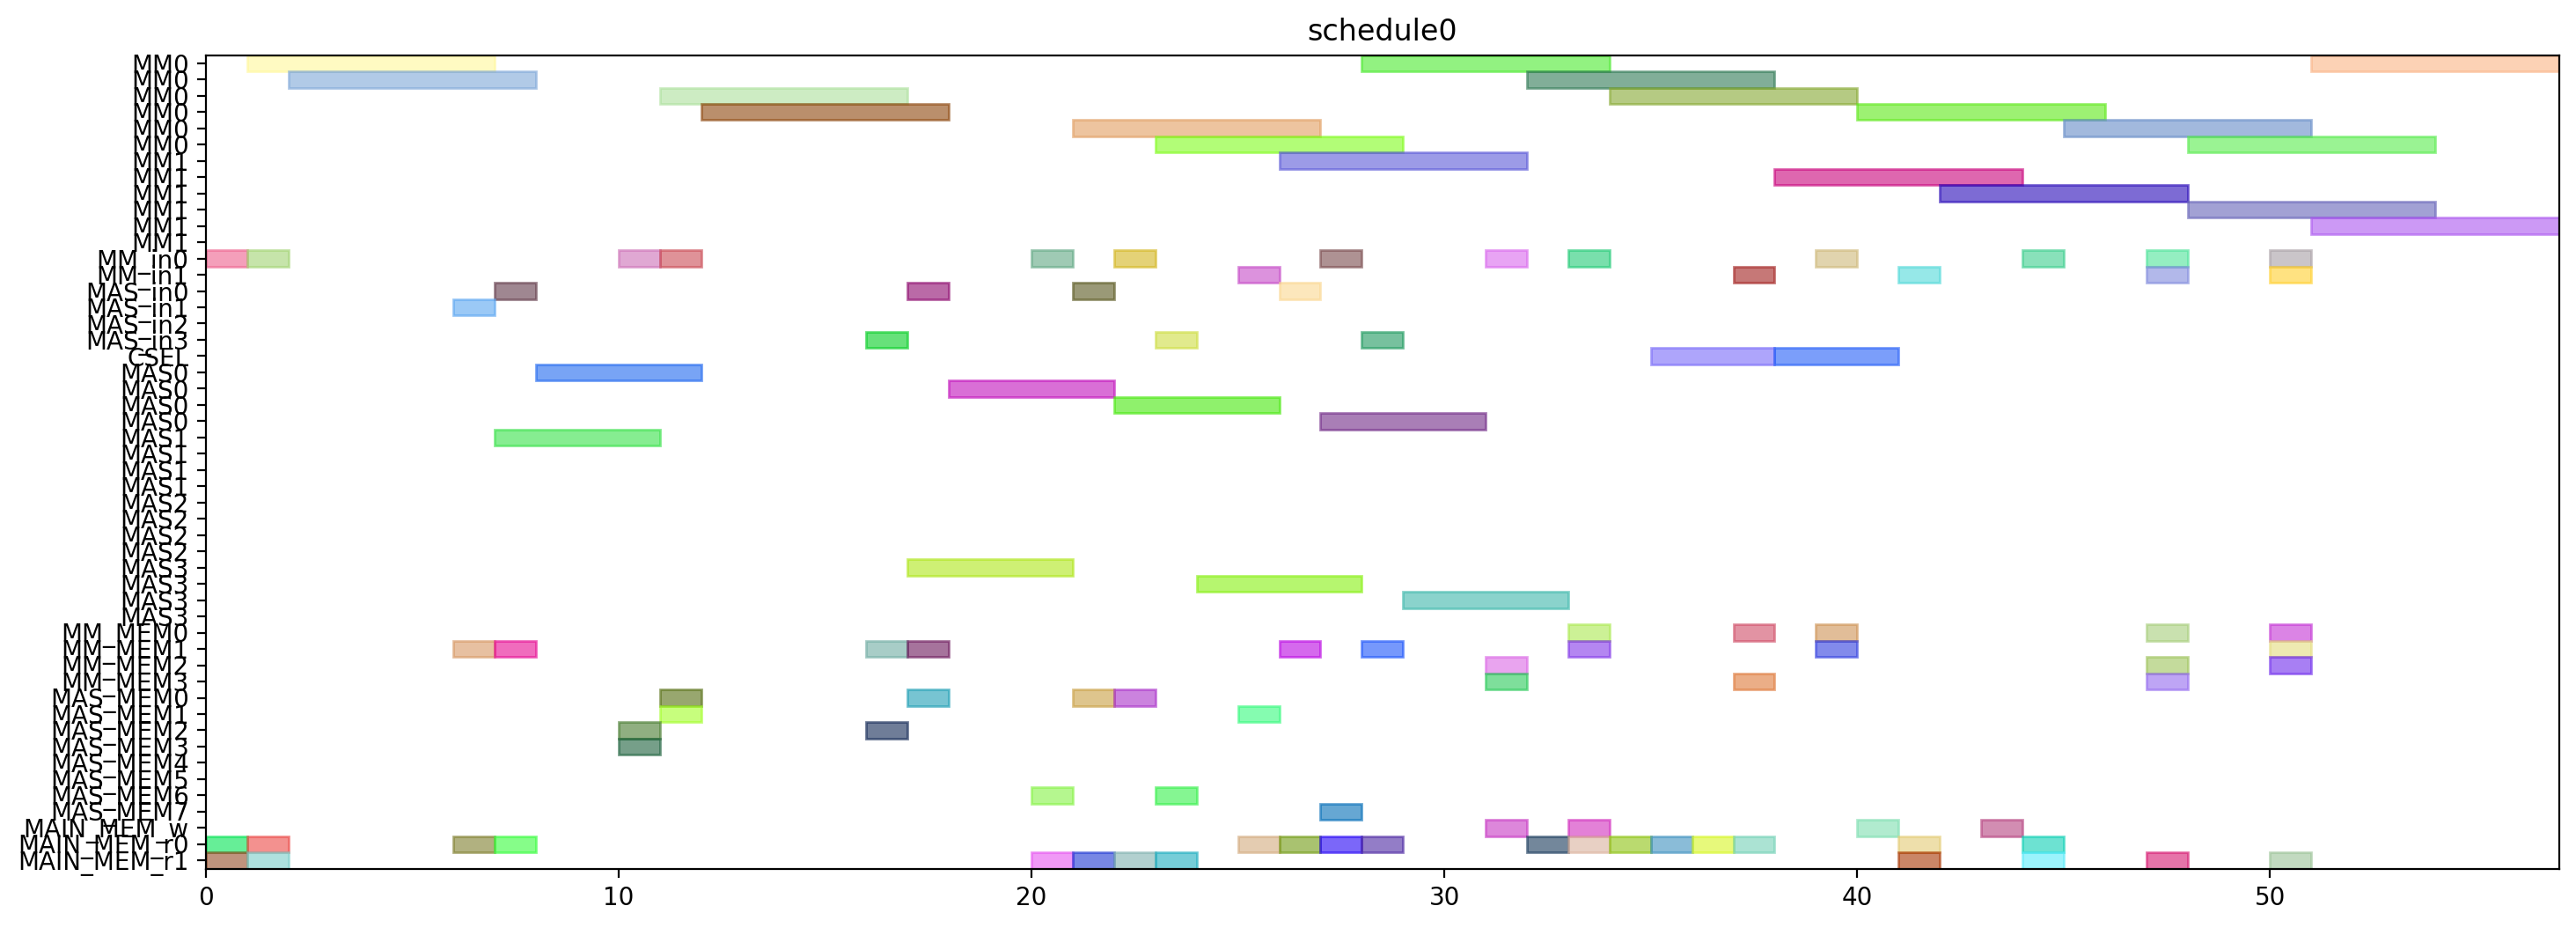 schedule0
MM0
MM0
MM0
MM0
MM0
MM0
MM1
MM1
MM1
MM1
MM1
MM1
MM_in0
MM_in1
MAS_in0
MAS_in1
MAS_in2
MAS_in3
CSEL
MAS0
MAS0
MAS0
MAS0
MAS1
MAS1
MAS1
MAS1
MAS2
MAS2
MAS2
MAS2
MAS3
MAS3
MAS3
MAS3
MM_MEM0
MM_MEM1
MM_MEM2
MM_MEM3
MAS_MEM0
MAS_MEM1
MAS_MEM2
MAS_MEM3
MAS_MEM4
MAS_MEM5
MAS_MEM6
MAS_MEM7
MAIN_MEM_w
MAIN_MEM_r0
MAIN_MEM_r1
0 10 20 30 40 50